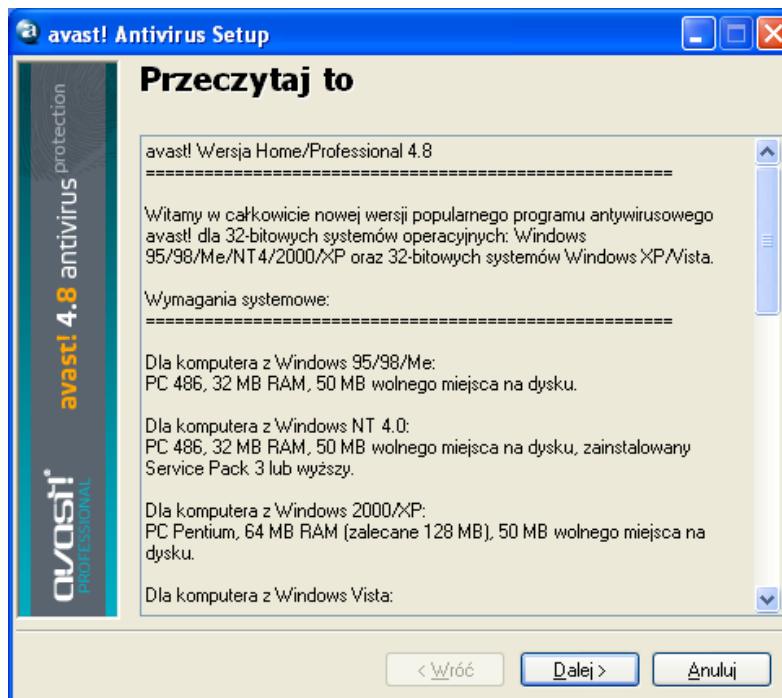 avast! Antivirus Setup
avast! 4.8 antivirus protection
avast!
PROFESSIONAL
Przeczytaj to
avast! Wersja Home/Professional 4.8
================================================================
Witamy w całkowicie nowej wersji popularnego programu antywirusowego
avast! dla 32-bitowych systemów operacyjnych: Windows
95/98/Me/NT4/2000/XP oraz 32-bitowych systemów Windows XP/Vista.
Wymagania systemowe:
================================================================
Dla komputera z Windows 95/98/Me:
PC 486, 32 MB RAM, 50 MB wolnego miejsca na dysku.
Dla komputera z Windows NT 4.0:
PC 486, 32 MB RAM, 50 MB wolnego miejsca na dysku, zainstalowany
Service Pack 3 lub wyższy.
Dla komputera z Windows 2000/XP:
PC Pentium, 64 MB RAM (zalecane 128 MB), 50 MB wolnego miejsca na
dysku.
Dla komputera z Windows Vista:
< Wróć
Dalej >
Anuluj